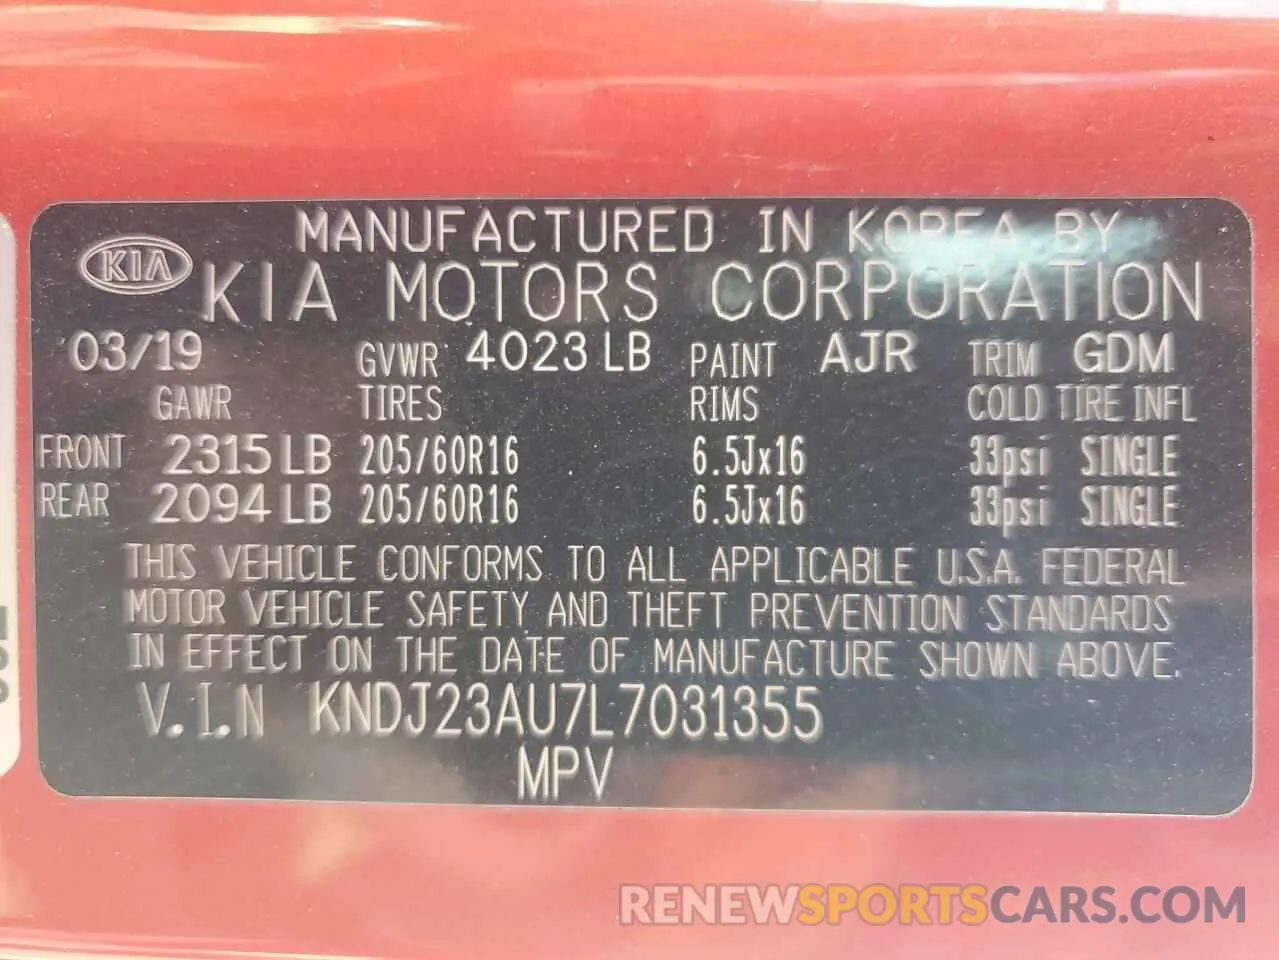 MANUFACTURED IN KOREA BY
KIA KIA MOTORS CORPORATION
03/19 GVWR 4023 LB PAINT AJR TRIM GDM
GAWR TIRES RIMS COLD TIRE INFL
FRONT 2315 LB 205/60R16 6.5Jx16 33psi SINGLE
REAR 2094 LB 205/60R16 6.5Jx16 33psi SINGLE
THIS VEHICLE CONFORMS TO ALL APPLICABLE U.S.A. FEDERAL
MOTOR VEHICLE SAFETY AND THEFT PREVENTION STANDARDS
IN EFFECT ON THE DATE OF MANUFACTURE SHOWN ABOVE.
V.I.N KNDJ23AU7L7031355
MPV
RENEWSPORTSCARS.COM